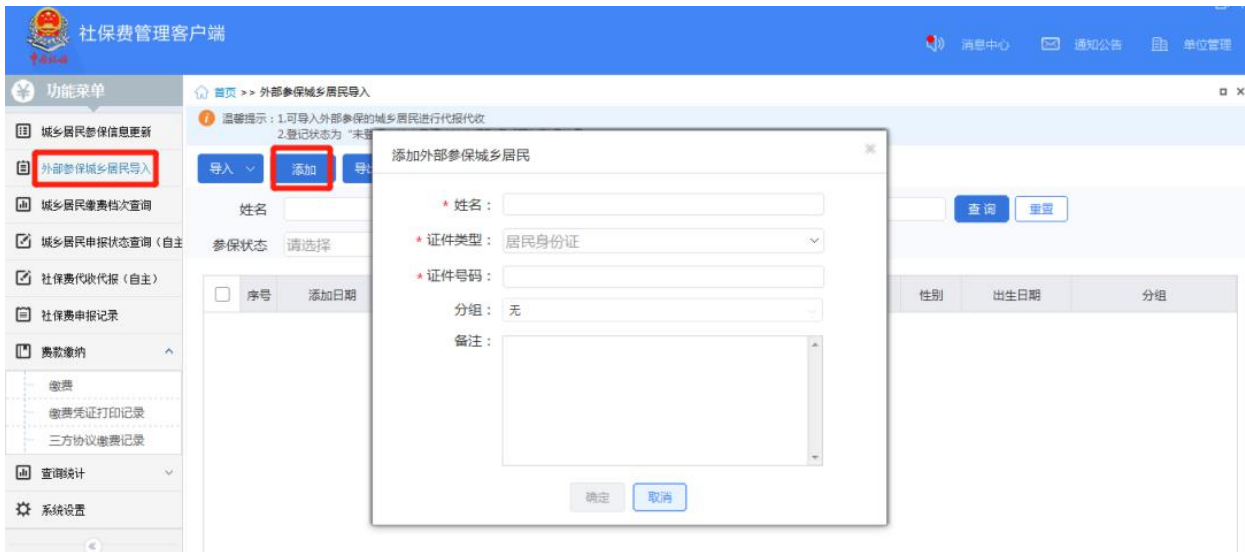 社保费管理客户端
中国税务
消息中心
通知公告
单位管理
功能菜单
首页 >> 外部参保城乡居民导入
城乡居民参保信息更新
外部参保城乡居民导入
城乡居民缴费档次查询
城乡居民申报状态查询（自主
社保费代收代报（自主）
社保费申报记录
费款缴纳
缴费
缴费凭证打印记录
三方协议缴费记录
查询统计
系统设置
温馨提示：1.可导入外部参保的城乡居民进行代报代收
2.登记状态为“未登
导入
添加
导出
姓名
查询
重置
参保状态
请选择
序号
添加日期
性别
出生日期
分组
添加外部参保城乡居民
* 姓名：
* 证件类型：
居民身份证
* 证件号码：
分组：
无
备注：
确定
取消